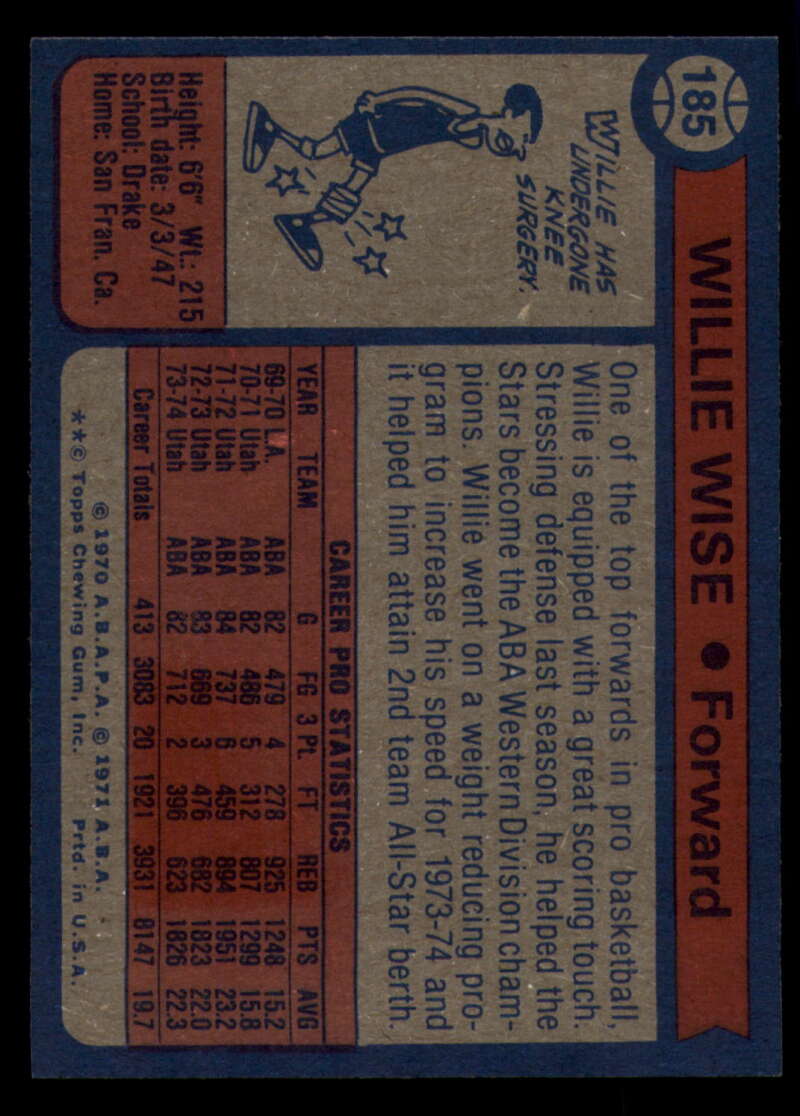 185
WILLIE WISE • Forward
WILLIE HAS
UNDERGONE
KNEE
SURGERY.
Height: 6'6" Wt.: 215
Birth date: 3/3/47
School: Drake
Home: San Fran. Ca.
One of the top forwards in pro basketball,
Willie is equipped with a great scoring touch.
Stressing defense last season, he helped the
Stars become the ABA Western Division cham-
pions. Willie went on a weight reducing pro-
gram to increase his speed for 1973-74 and
it helped him attain 2nd team All-Star berth.
CAREER PRO STATISTICS
YEAR TEAM G FG 3 Pt. FT REB PTS AVG
69-70 L.A. ABA 82 479 4 278 925 1248 15.2
70-71 Utah ABA 82 486 5 312 807 1299 15.8
71-72 Utah ABA 84 737 6 459 894 1951 23.2
72-73 Utah ABA 83 669 3 476 682 1823 22.0
73-74 Utah ABA 82 712 2 396 623 1826 22.3
Career Totals 413 3083 20 1921 3931 8147 19.7
© 1970 A.B.A.P.A. © 1971 A.B.A.
**© Topps Chewing Gum, Inc. Prtd. in U.S.A.